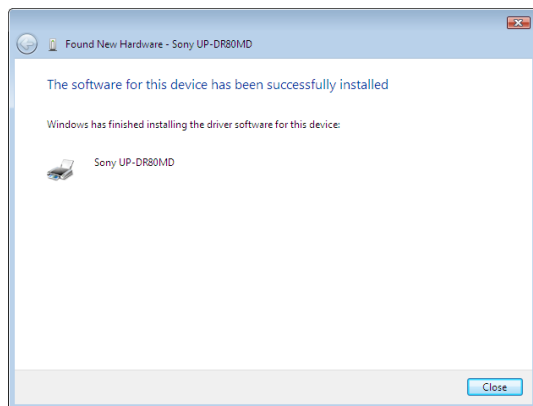 Found New Hardware - Sony UP-DR80MD
The software for this device has been successfully installed
Windows has finished installing the driver software for this device:
Sony UP-DR80MD
Close